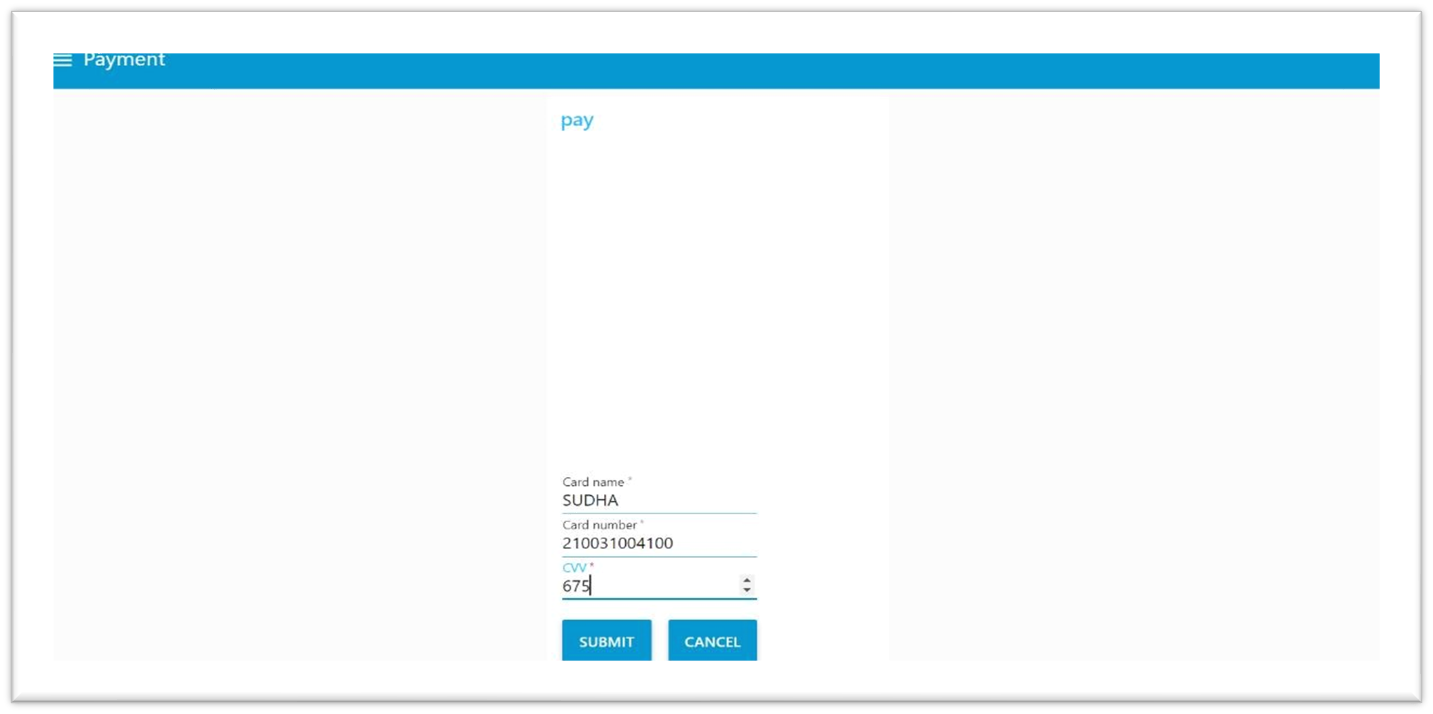 Payment
pay
Card name *
SUDHA
Card number *
210031004100
CVV *
675
SUBMIT CANCEL